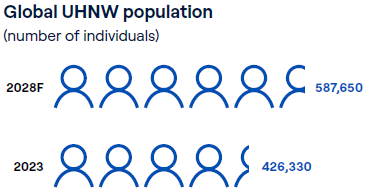 Global UHNW population
(number of individuals)
2028F 587,650
2023 426,330